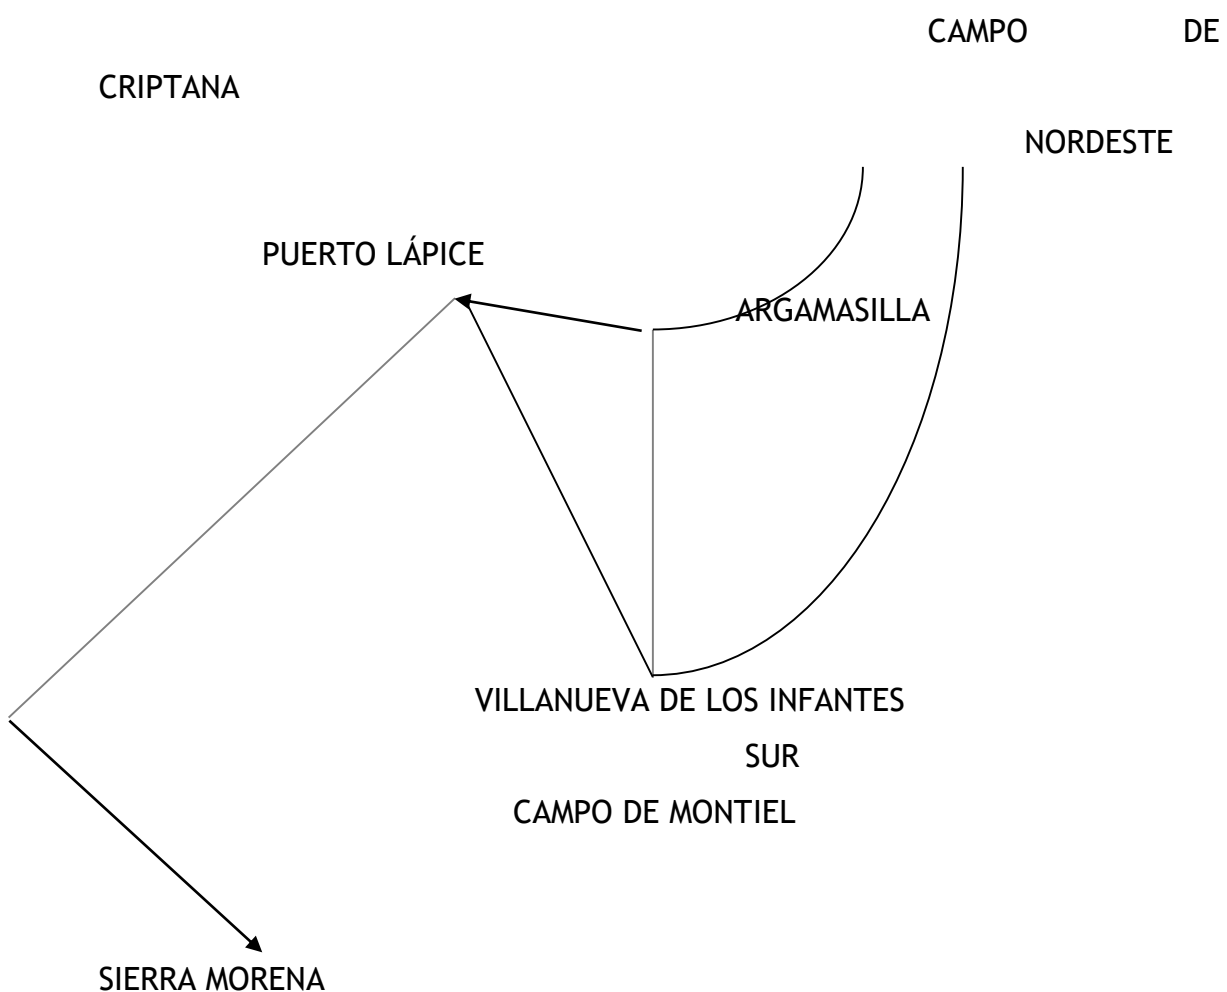 CAMPO DE
CRIPTANA
NORDESTE
PUERTO LÁPICE
ARGAMASILLA
VILLANUEVA DE LOS INFANTES
SUR
CAMPO DE MONTIEL
SIERRA MORENA